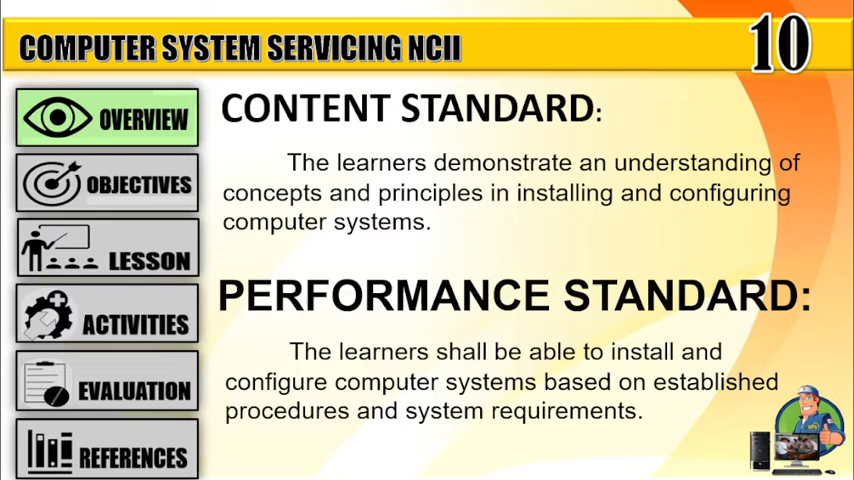 COMPUTER SYSTEM SERVICING NCII
10
OVERVIEW
OBJECTIVES
LESSON
ACTIVITIES
EVALUATION
REFERENCES
CONTENT STANDARD:
The learners demonstrate an understanding of
concepts and principles in installing and configuring
computer systems.
PERFORMANCE STANDARD:
The learners shall be able to install and
configure computer systems based on established
procedures and system requirements.